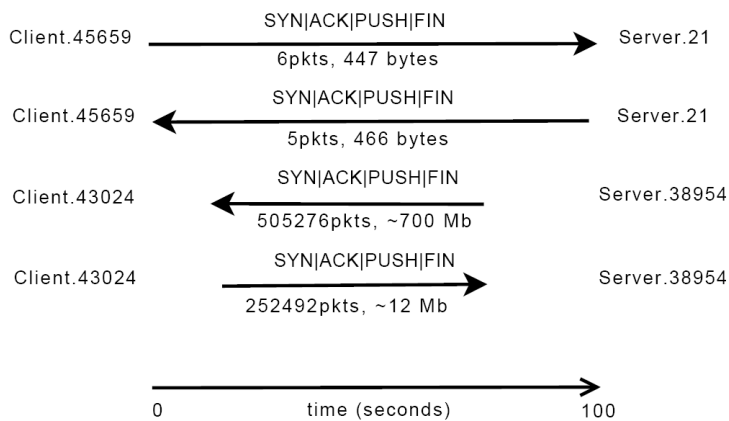 SYN|ACK|PUSH|FIN
Client.45659 Server.21
6pkts, 447 bytes
SYN|ACK|PUSH|FIN
Client.45659 Server.21
5pkts, 466 bytes
SYN|ACK|PUSH|FIN
Client.43024 Server.38954
505276pkts, ~700 Mb
SYN|ACK|PUSH|FIN
Client.43024 Server.38954
252492pkts, ~12 Mb
0 time (seconds) 100